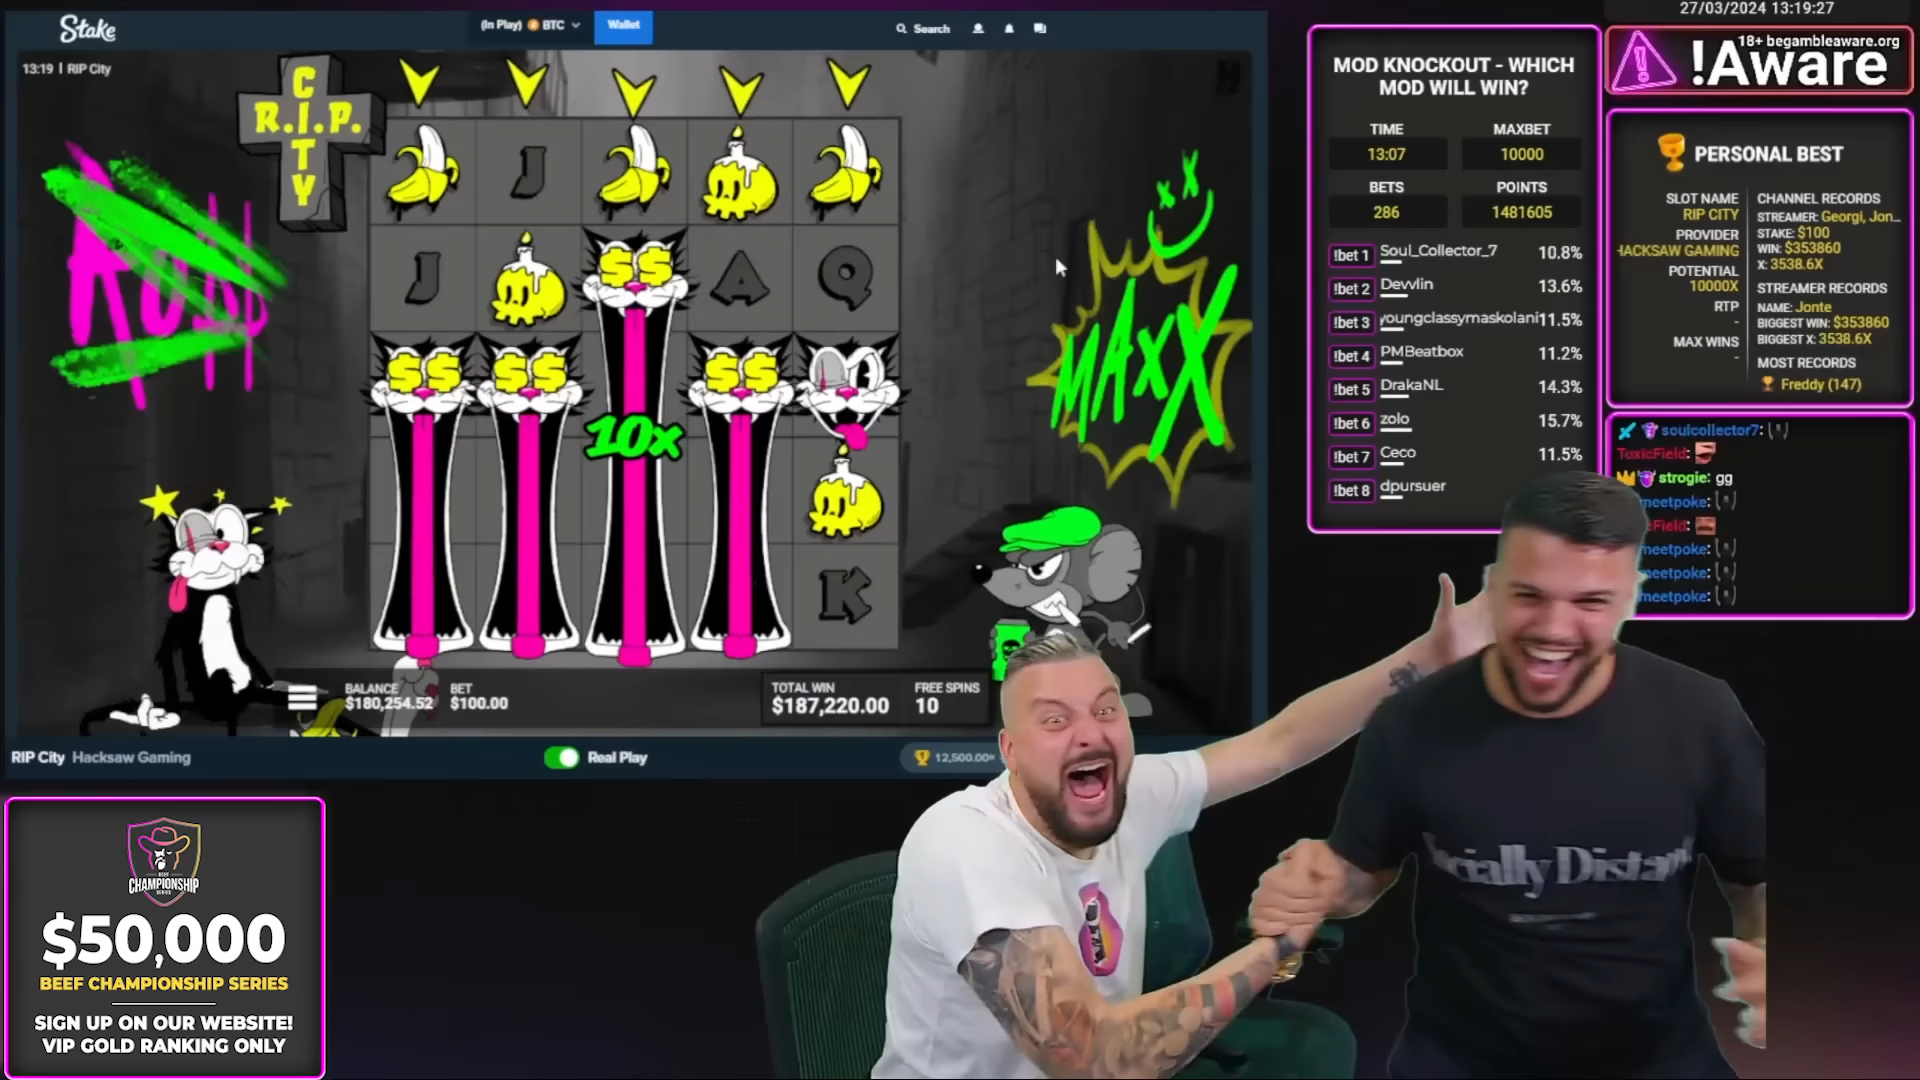 Stake
(In Play) BTC
Wallet
Search
13:19 | RIP City
C
R.I.P.
T
Y
MAXX
J
J
A
Q
10x
K
BALANCE
$180,254.52
BET
$100.00
TOTAL WIN
$187,220.00
FREE SPINS
10
RIP City Hacksaw Gaming
Real Play
12,500.00
BEEF
CHAMPIONSHIP
SERIES
$50,000
BEEF CHAMPIONSHIP SERIES
SIGN UP ON OUR WEBSITE!
VIP GOLD RANKING ONLY
MOD KNOCKOUT - WHICH
MOD WILL WIN?
TIME
13:07
MAXBET
10000
BETS
286
POINTS
1481605
!bet 1 Soul_Collector_7 10.8%
!bet 2 Devvlin 13.6%
!bet 3 youngclassymaskolani 11.5%
!bet 4 PMBeatbox 11.2%
!bet 5 DrakaNL 14.3%
!bet 6 zolo 15.7%
!bet 7 Ceco 11.5%
!bet 8 dpursuer
27/03/2024 13:19:27
18+ begambleaware.org
!Aware
PERSONAL BEST
SLOT NAME
RIP CITY
PROVIDER
HACKSAW GAMING
POTENTIAL
10000X
RTP
-
MAX WINS
-
CHANNEL RECORDS
STREAMER: Georgi, Jon...
STAKE: $100
WIN: $353860
X: 3538.6X
STREAMER RECORDS
NAME: Jonte
BIGGEST WIN: $353860
BIGGEST X: 3538.6X
MOST RECORDS
Freddy (147)
soulcollector7:
ToxicField:
strogie: gg
meetpoke:
cField:
meetpoke:
meetpoke:
meetpoke:
cially Distan